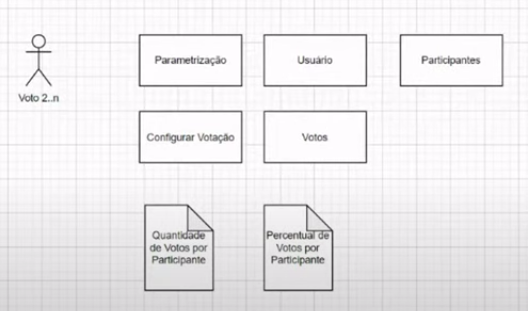 Parametrização
Usuário
Participantes
Voto 2..n
Configurar Votação
Votos
Quantidade
de Votos por
Participante
Percentual de
Votos por
Participante